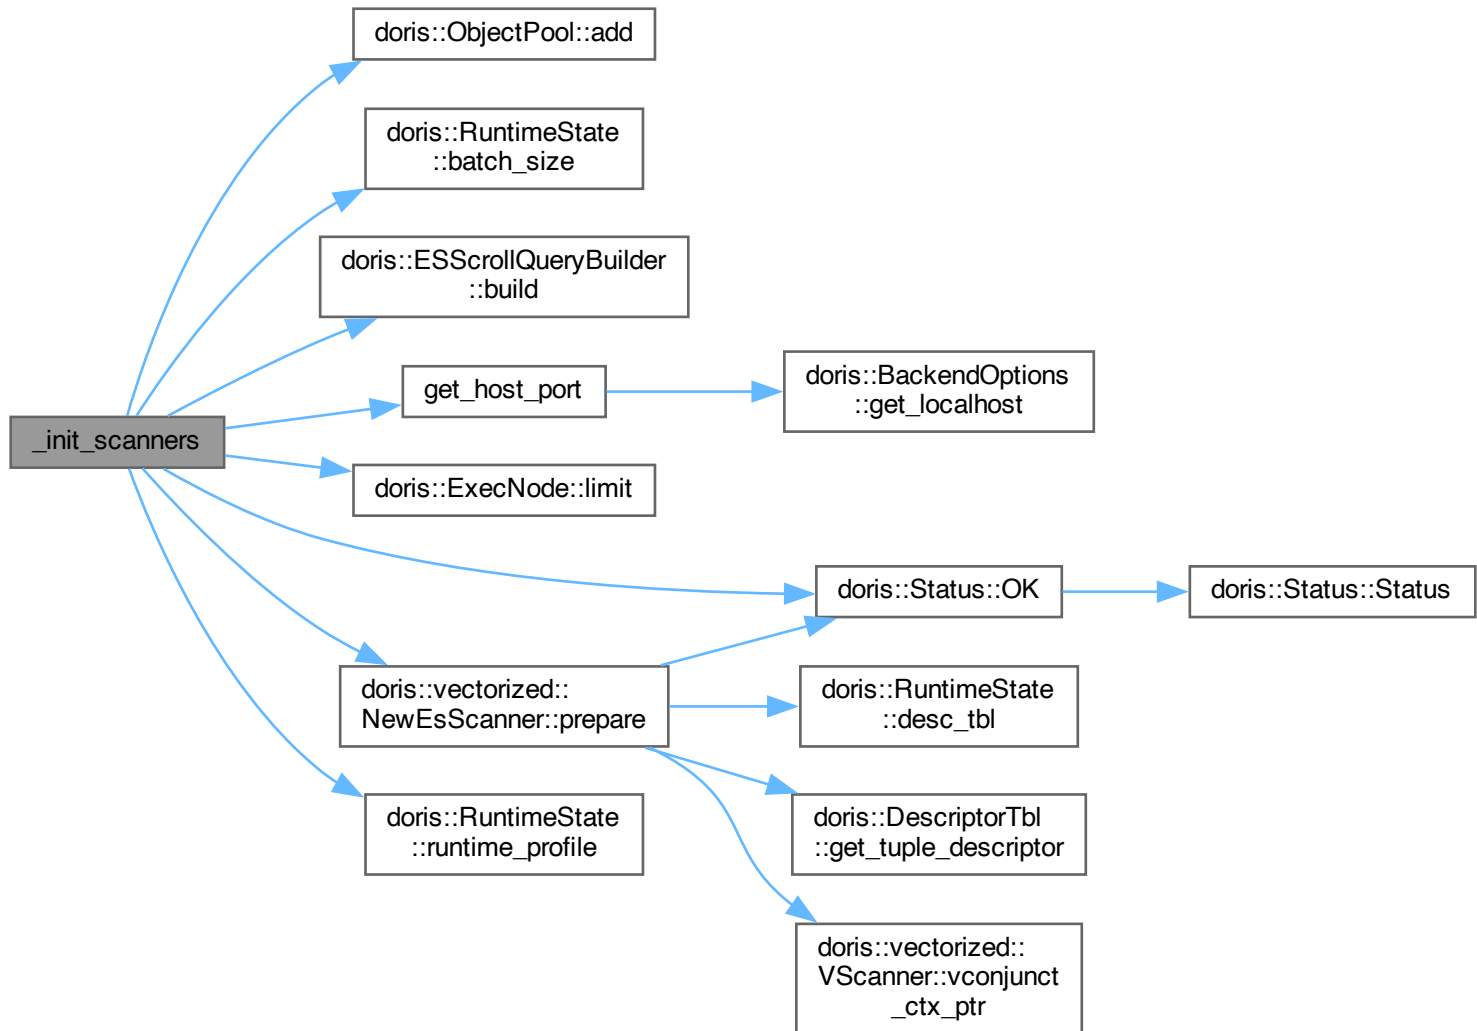 doris::ObjectPool::add
doris::RuntimeState
::batch_size
doris::ESScrollQueryBuilder
::build
get_host_port
doris::BackendOptions
::get_localhost
_init_scanners
doris::ExecNode::limit
doris::Status::OK
doris::Status::Status
doris::vectorized::
NewEsScanner::prepare
doris::RuntimeState
::desc_tbl
doris::RuntimeState
::runtime_profile
doris::DescriptorTbl
::get_tuple_descriptor
doris::vectorized::
VScanner::vconjunct
_ctx_ptr